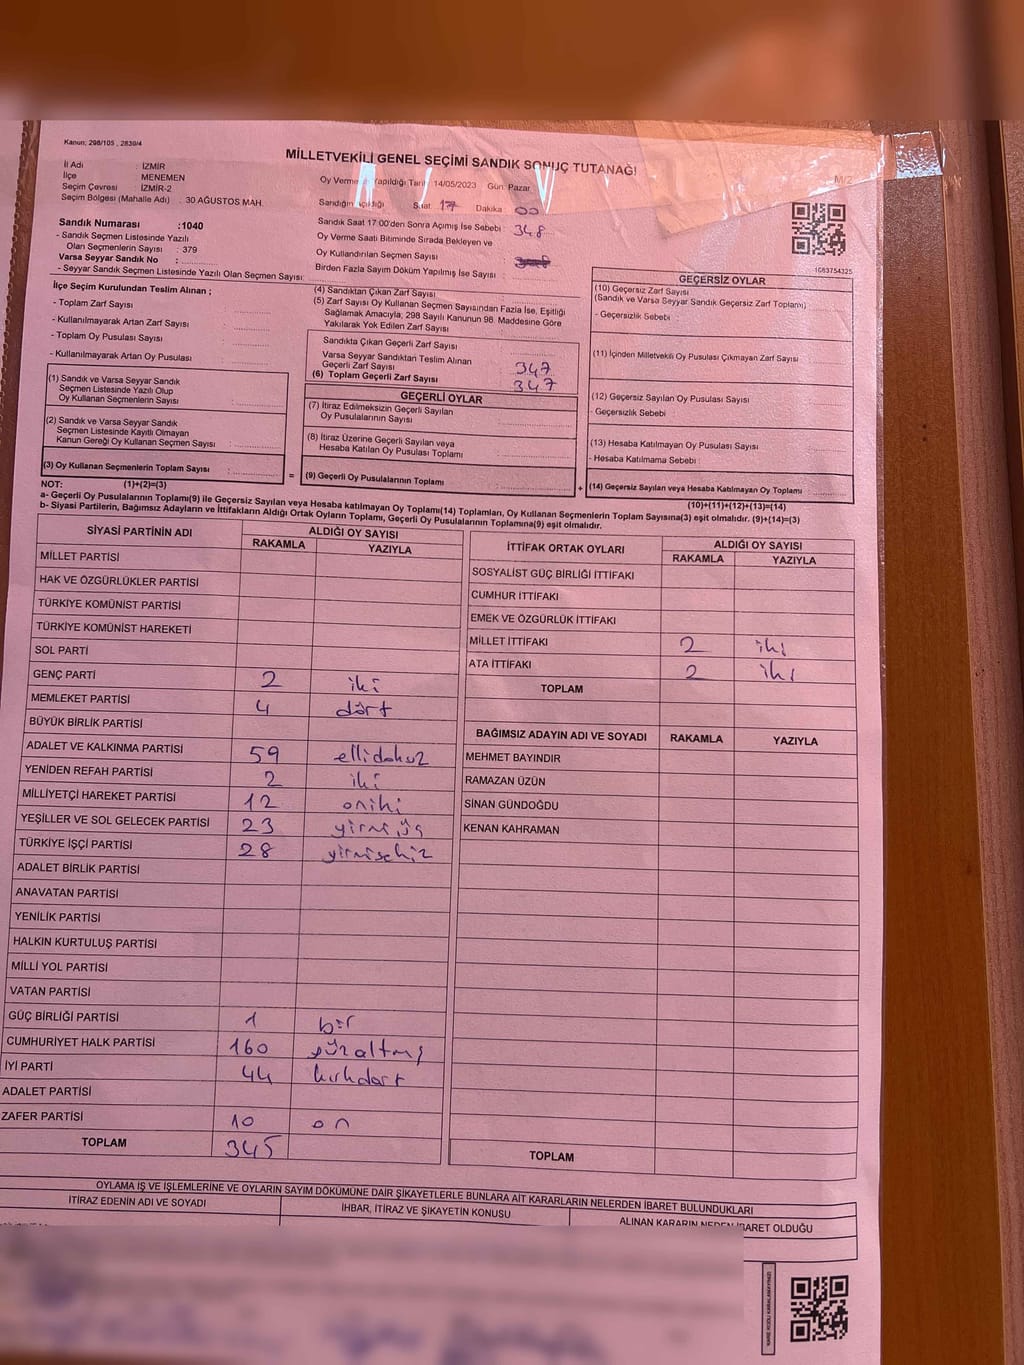 Kanun; 298/105 , 2839/4
MİLLETVEKİLİ GENEL SEÇİMİ SANDIK SONUÇ TUTANAĞI
M/2
İl Adı : İZMİR
İlçe : MENEMEN
Seçim Çevresi : İZMİR-2
Seçim Bölgesi (Mahalle Adı) : 30 AĞUSTOS MAH.
Oy Verme Yapıldığı Tarih 14/05/2023 Gün: Pazar
Sandığın Açıldığı Saat 17 Dakika 00
Sandık Numarası :1040
- Sandık Seçmen Listesinde Yazılı
Olan Seçmenlerin Sayısı : 379
Varsa Seyyar Sandık No :
- Seyyar Sandık Seçmen Listesinde Yazılı Olan Seçmen Sayısı:
Sandık Saat 17:00'den Sonra Açımış İse Sebebi : 348
Oy Verme Saati Bitiminde Sırada Bekleyen ve
Oy Kullandırılan Seçmen Sayısı
Birden Fazla Sayım Döküm Yapılmış İse Sayısı :
1683754325
İlçe Seçim Kurulundan Teslim Alınan ;
- Toplam Zarf Sayısı
- Kullanılmayarak Artan Zarf Sayısı
- Toplam Oy Pusulası Sayısı
- Kullanılmayarak Artan Oy Pusulası
(1) Sandık ve Varsa Seyyar Sandık
Seçmen Listesinde Yazılı Olup
Oy Kullanan Seçmenlerin Sayısı
(2) Sandık ve Varsa Seyyar Sandık
Seçmen Listesinde Kayıtlı Olmayan
Kanun Gereği Oy Kullanan Seçmen Sayısı
(3) Oy Kullanan Seçmenlerin Toplam Sayısı
(4) Sandıktan Çıkan Zarf Sayısı
(5) Zarf Sayısı Oy Kullanan Seçmen Sayısından Fazla İse, Eşitliği
Sağlamak Amacıyla; 298 Sayılı Kanunun 98. Maddesine Göre
Yakılarak Yok Edilen Zarf Sayısı
Sandıkta Çıkan Geçerli Zarf Sayısı
Varsa Seyyar Sandıktan Teslim Alınan
Geçerli Zarf Sayısı 347
(6) Toplam Geçerli Zarf Sayısı 347
GEÇERLİ OYLAR
(7) İtiraz Edilmeksizin Geçerli Sayılan
Oy Pusulalarının Sayısı
(8) İtiraz Üzerine Geçerli Sayılan veya
Hesaba Katılan Oy Pusulası Toplamı
= (9) Geçerli Oy Pusulalarının Toplamı
GEÇERSİZ OYLAR
(10) Geçersiz Zarf Sayısı
(Sandık ve Varsa Seyyar Sandık Geçersiz Zarf Toplamı)
- Geçersizlik Sebebi :
(11) İçinden Milletvekili Oy Pusulası Çıkmayan Zarf Sayısı
(12) Geçersiz Sayılan Oy Pusulası Sayısı
- Geçersizlik Sebebi
(13) Hesaba Katılmayan Oy Pusulası Sayısı
- Hesaba Katılmama Sebebi :
+ (14) Geçersiz Sayılan veya Hesaba Katılmayan Oy Toplamı
NOT: (1)+(2)=(3)
(10)+(11)+(12)+(13)=(14)
a- Geçerli Oy Pusulalarının Toplamı(9) ile Geçersiz Sayılan veya Hesaba katılmayan Oy Toplamı(14) Toplamları, Oy Kullanan Seçmenlerin Toplam Sayısına(3) eşit olmalıdır. (9)+(14)=(3)
b- Siyasi Partilerin, Bağımsız Adayların ve İttifakların Aldığı Oyların Ortak Oyların Toplamı, Geçerli Oy Pusulalarının Toplamına(9) eşit olmalıdır.
SİYASİ PARTİNİN ADI ALDIĞI OY SAYISI
RAKAMLA YAZIYLA
MİLLET PARTİSİ
HAK VE ÖZGÜRLÜKLER PARTİSİ
TÜRKİYE KOMÜNİST PARTİSİ
TÜRKİYE KOMÜNİST HAREKETİ
SOL PARTİ
GENÇ PARTİ 2 iki
MEMLEKET PARTİSİ 4 dört
BÜYÜK BİRLİK PARTİSİ
ADALET VE KALKINMA PARTİSİ 59 ellidokuz
YENİDEN REFAH PARTİSİ 2 iki
MİLLİYETÇİ HAREKET PARTİSİ 12 oniki
YEŞİLLER VE SOL GELECEK PARTİSİ 23 yirmiüç
TÜRKİYE İŞÇİ PARTİSİ 28 yirmisekiz
ADALET BİRLİK PARTİSİ
ANAVATAN PARTİSİ
YENİLİK PARTİSİ
HALKIN KURTULUŞ PARTİSİ
MİLLİ YOL PARTİSİ
VATAN PARTİSİ
GÜÇ BİRLİĞİ PARTİSİ 1 bir
CUMHURİYET HALK PARTİSİ 160 yüzaltmış
İYİ PARTİ 44 kırkdört
ADALET PARTİSİ
ZAFER PARTİSİ 10 on
TOPLAM 345
İTTİFAK ORTAK OYLARI ALDIĞI OY SAYISI
RAKAMLA YAZIYLA
SOSYALİST GÜÇ BİRLİĞİ İTTİFAKI
CUMHUR İTTİFAKI
EMEK VE ÖZGÜRLÜK İTTİFAKI
MİLLET İTTİFAKI 2 iki
ATA İTTİFAKI 2 iki
TOPLAM
BAĞIMSIZ ADAYIN ADI VE SOYADI RAKAMLA YAZIYLA
MEHMET BAYINDIR
RAMAZAN ÜZÜN
SİNAN GÜNDOĞDU
KENAN KAHRAMAN
TOPLAM
OYLAMA İŞ VE İŞLEMLERİNE VE OYLARIN SAYIM DÖKÜMÜNE DAİR ŞİKAYETLERLE BUNLARA AİT KARARLARIN NELERDEN İBARET BULUNDUKLARI
İTİRAZ EDENİN ADI VE SOYADI İHBAR, İTİRAZ VE ŞİKAYETİN KONUSU ALINAN KARARIN NEDEN İBARET OLDUĞU